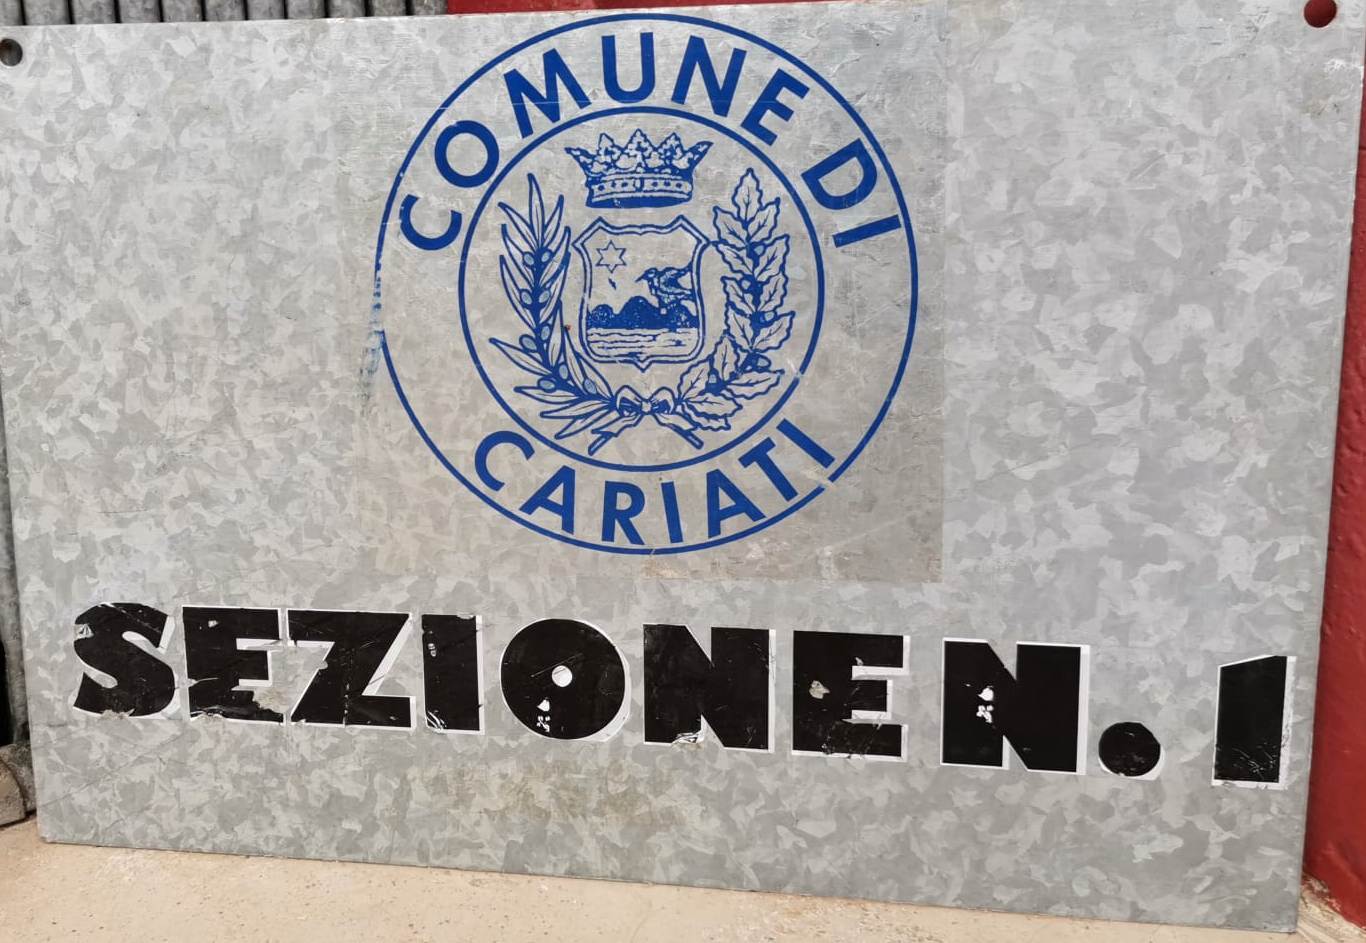 COMUNE DI
CARIATI
SEZIONE N. 1